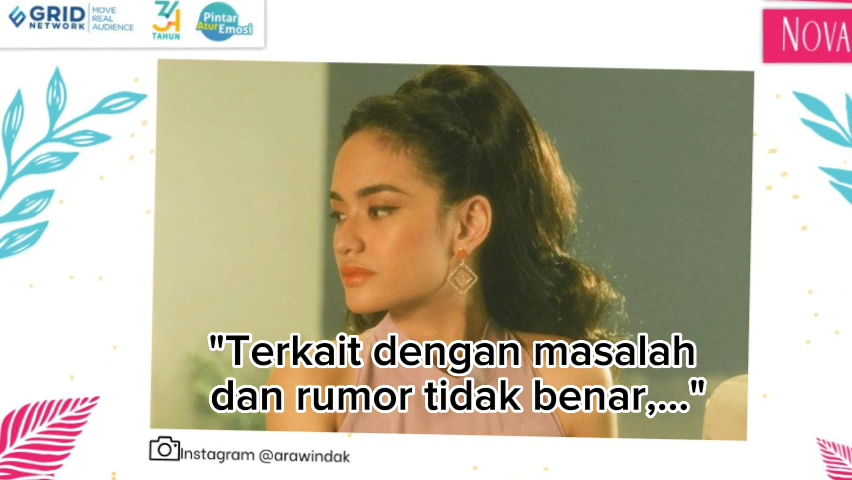 GRID
NETWORK
MOVE
REAL
AUDIENCE
34
TAHUN
Pintar
Atur Emosi
NOVA
"Terkait dengan masalah
dan rumor tidak benar,..."
Instagram @arawindak